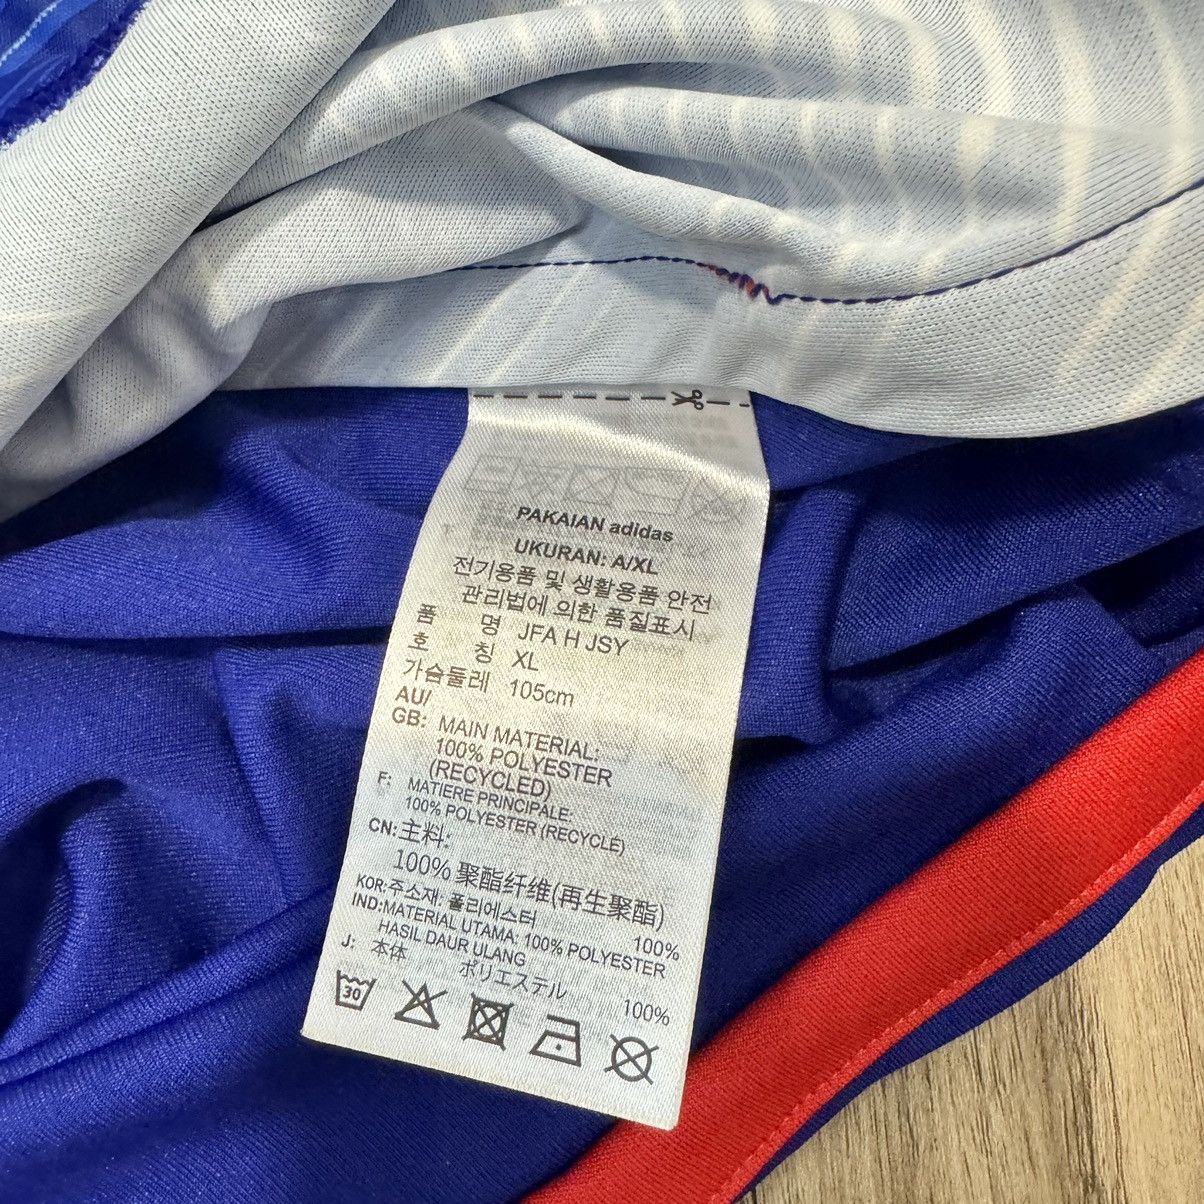 PAKAIAN adidas
UKURAN: A/XL
전기용품 및 생활용품 안전
관리법에 의한 품질표시
품 명 JFA H JSY
호 칭 XL
가슴둘레 105cm
AU/
GB: MAIN MATERIAL:
100% POLYESTER
(RECYCLED)
F: MATIERE PRINCIPALE:
100% POLYESTER (RECYCLE)
CN: 主料:
100% 聚酯纤维(再生聚酯)
KOR:주소재: 폴리에스터 100%
IND:MATERIAL UTAMA: 100% POLYESTER
HASIL DAUR ULANG
J: 本体 ポリエステル 100%
30